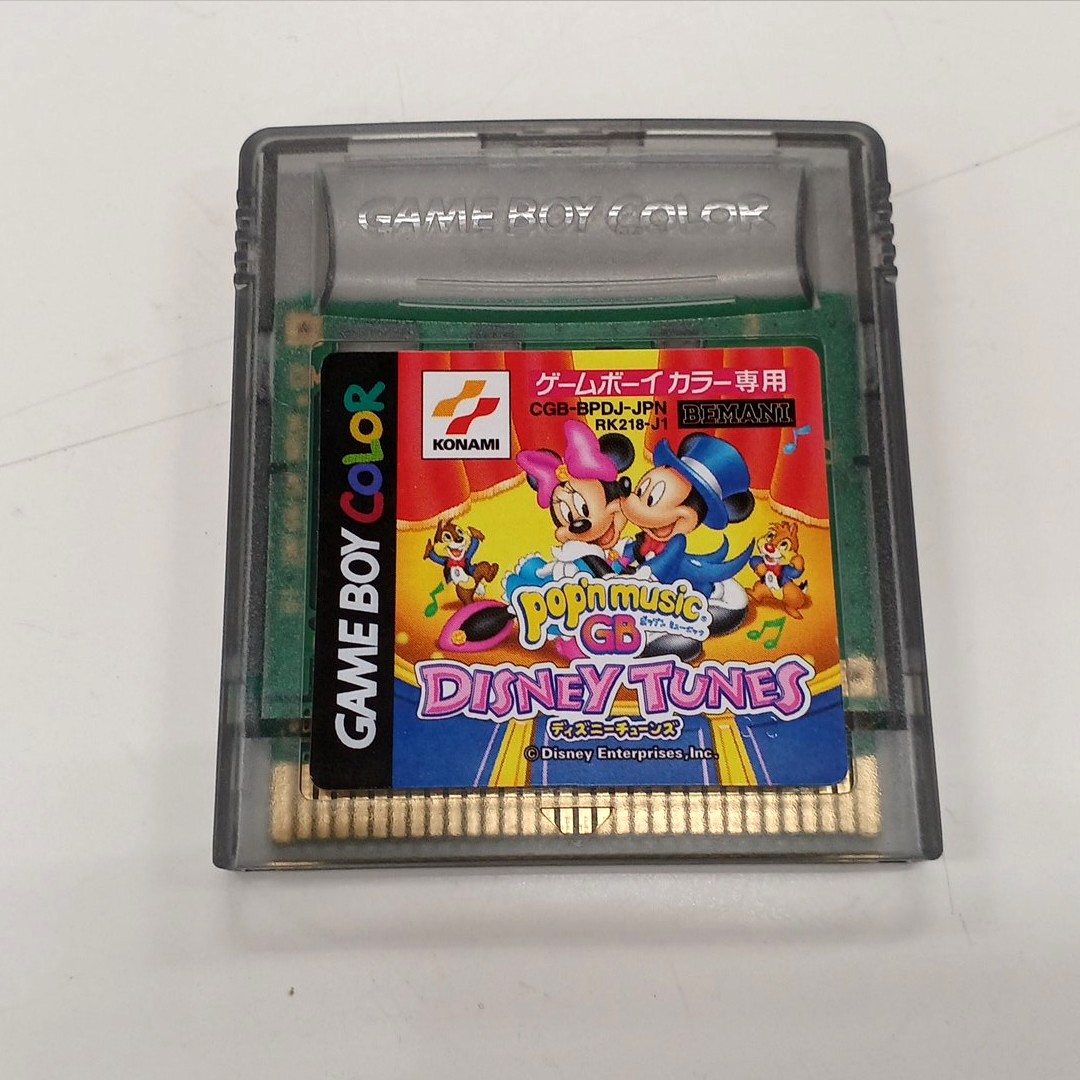 GAME BOY COLOR
GAME BOY COLOR
KONAMI
ゲームボーイカラー専用
CGB-BPDJ-JPN
RK218-J1
BEMANI
pop'n music®
ポップン ミュージック
GB
DISNEY TUNES
ディズニーチューンズ
© Disney Enterprises, Inc.